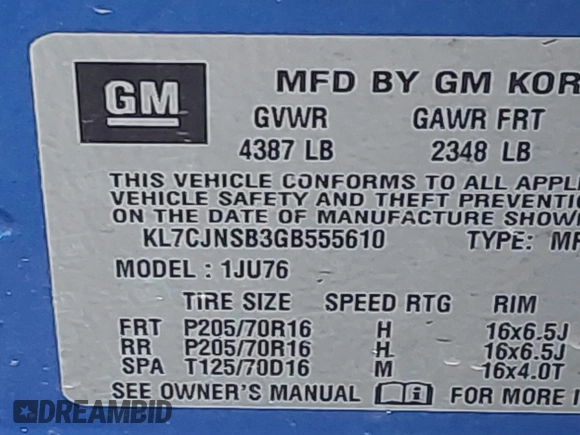 GM
MFD BY GM KOR
GVWR GAWR FRT
4387 LB 2348 LB
THIS VEHICLE CONFORMS TO ALL APPL
VEHICLE SAFETY AND THEFT PREVENTI
ON THE DATE OF MANUFACTURE SHOW
KL7CJNSB3GB555610 TYPE: MP
MODEL : 1JU76
TIRE SIZE SPEED RTG RIM
FRT P205/70R16 H 16x6.5J
RR P205/70R16 H 16x6.5J
SPA T125/70D16 M 16x4.0T
SEE OWNER'S MANUAL i FOR MORE I
DREAMBID